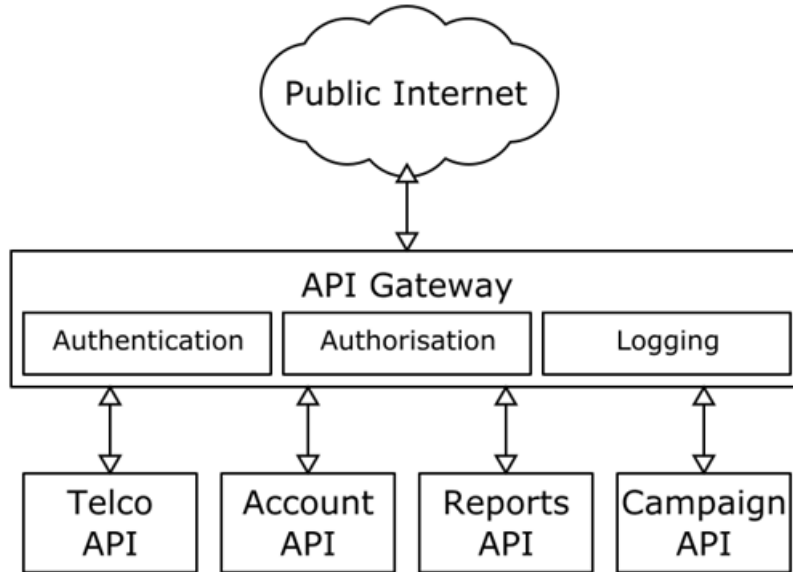 Public Internet
API Gateway
Authentication
Authorisation
Logging
Telco
API
Account
API
Reports
API
Campaign
API